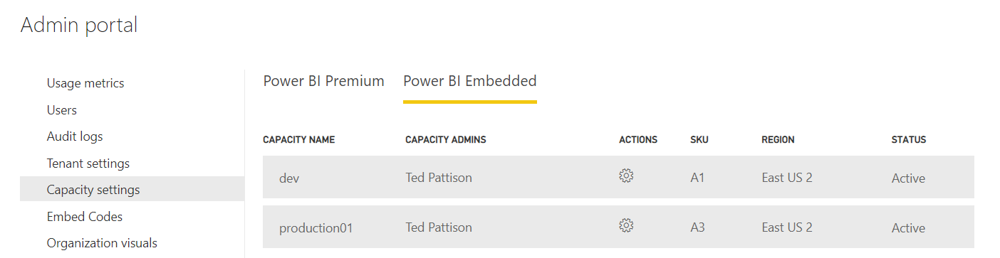 Admin portal
Usage metrics
Users
Audit logs
Tenant settings
Capacity settings
Embed Codes
Organization visuals
Power BI Premium Power BI Embedded
CAPACITY NAME CAPACITY ADMINS ACTIONS SKU REGION STATUS
dev Ted Pattison A1 East US 2 Active
production01 Ted Pattison A3 East US 2 Active